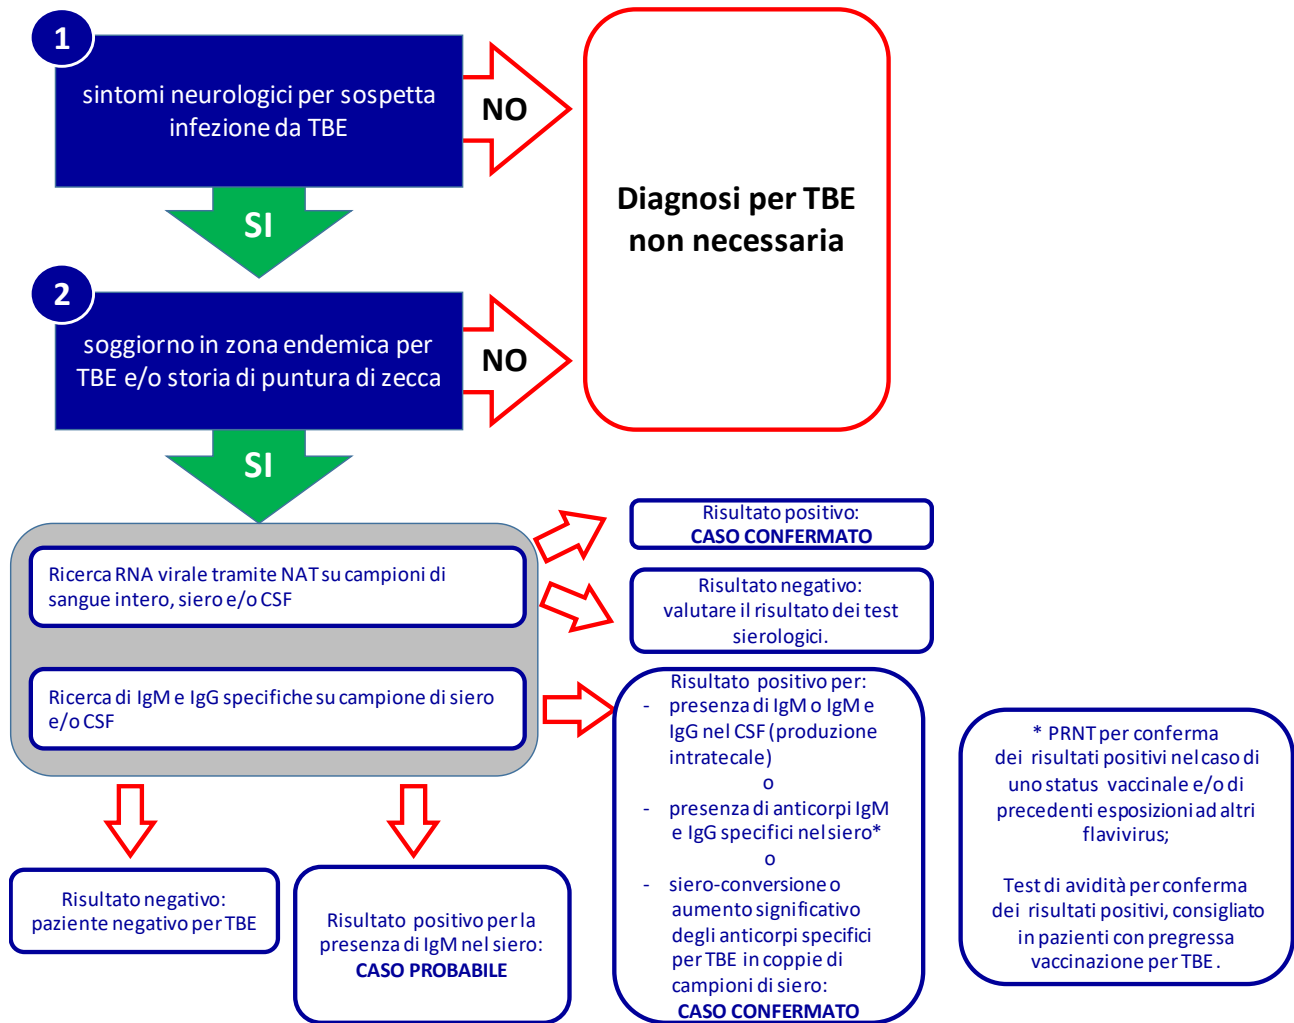 1
sintomi neurologici per sospetta
infezione da TBE
NO
SI
Diagnosi per TBE
non necessaria
2
soggiorno in zona endemica per
TBE e/o storia di puntura di zecca
NO
SI
Ricerca RNA virale tramite NAT su campioni di
sangue intero, siero e/o CSF
Ricerca di IgM e IgG specifiche su campione di siero
e/o CSF
Risultato positivo:
CASO CONFERMATO
Risultato negativo:
valutare il risultato dei test
sierologici.
Risultato positivo per:
- presenza di IgM o IgM e
IgG nel CSF (produzione
intratecale)
o
- presenza di anticorpi IgM
e IgG specifici nel siero*
o
- siero-conversione o
aumento significativo
degli anticorpi specifici
per TBE in coppie di
campioni di siero:
CASO CONFERMATO
* PRNT per conferma
dei risultati positivi nel caso di
uno status vaccinale e/o di
precedenti esposizioni ad altri
flavivirus;
Test di avidità per conferma
dei risultati positivi, consigliato
in pazienti con pregressa
vaccinazione per TBE.
Risultato negativo:
paziente negativo per TBE
Risultato positivo per la
presenza di IgM nel siero:
CASO PROBABILE